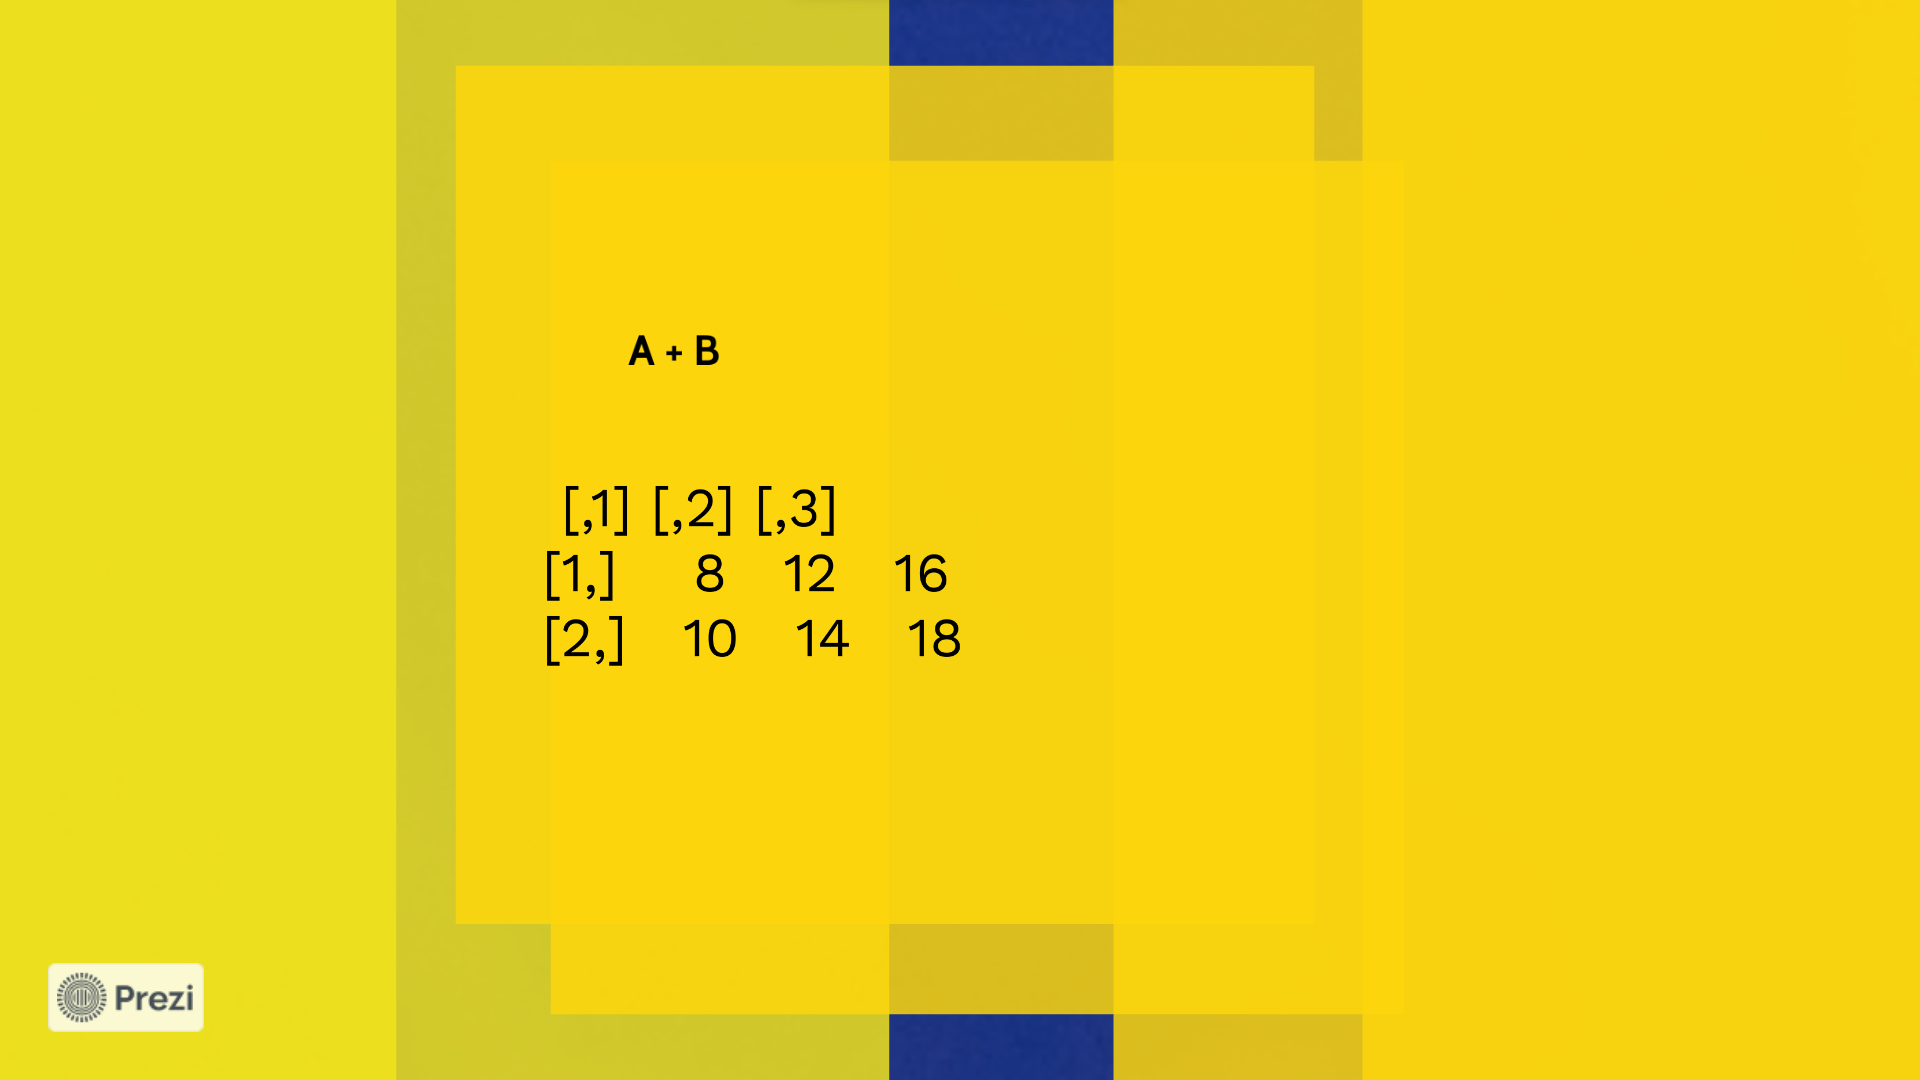 A + B
[,1] [,2] [,3]
[1,] 8 12 16
[2,] 10 14 18
Prezi